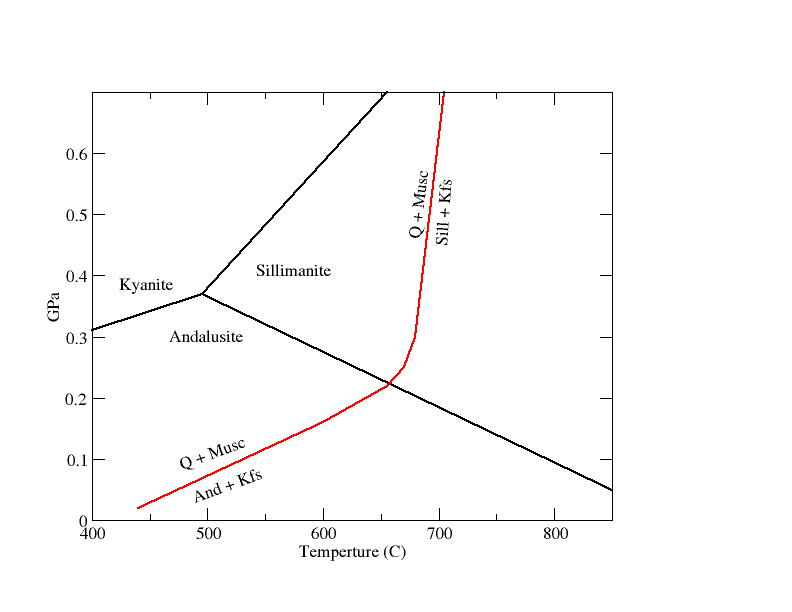 0.6
Q + Musc
Sill + Kfs
0.5
0.4
Sillimanite
Kyanite
GPa
0.3
Andalusite
0.2
Q + Musc
0.1
And + Kfs
0
400 500 600 700 800
Temperture (C)